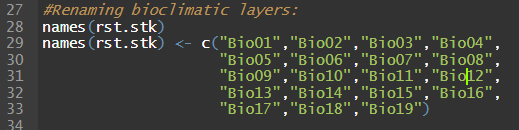 27 #Renaming bioclimatic layers:
28 names(rst.stk)
29 names(rst.stk) <- c("Bio01","Bio02","Bio03","Bio04",
30 "Bio05","Bio06","Bio07","Bio08",
31 "Bio09","Bio10","Bio11","Bio12",
32 "Bio13","Bio14","Bio15","Bio16",
33 "Bio17","Bio18","Bio19")
34